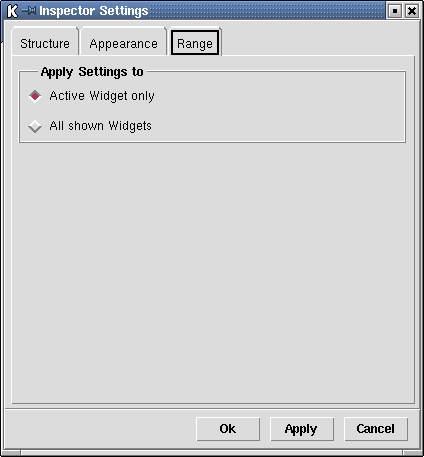 K Inspector Settings
Structure Appearance Range
Apply Settings to
Active Widget only
All shown Widgets
Ok Apply Cancel